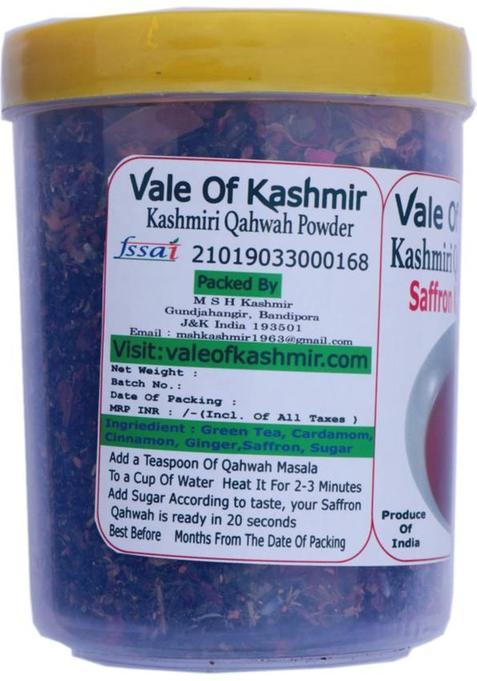 Vale Of Kashmir
Kashmiri Qahwah Powder
fssai 21019033000168
Packed By
M S H Kashmir
Gundjahangir, Bandipora
J&K India 193501
Email : mshkashmir1963@gmail.com
Visit:valeofkashmir.com
Net Weight :
Batch No.:
Date Of Packing :
MRP INR : /-(Incl. Of All Taxes )
Ingriedient : Green Tea, Cardamom,
Cinnamon, Ginger,Saffron, Sugar
Add a Teaspoon Of Qahwah Masala
To a Cup Of Water Heat It For 2-3 Minutes
Add Sugar According to taste, your Saffron
Qahwah is ready in 20 seconds
Best Before Months From The Date Of Packing
Vale O
Kashmiri Q
Saffron
Produce
Of
India